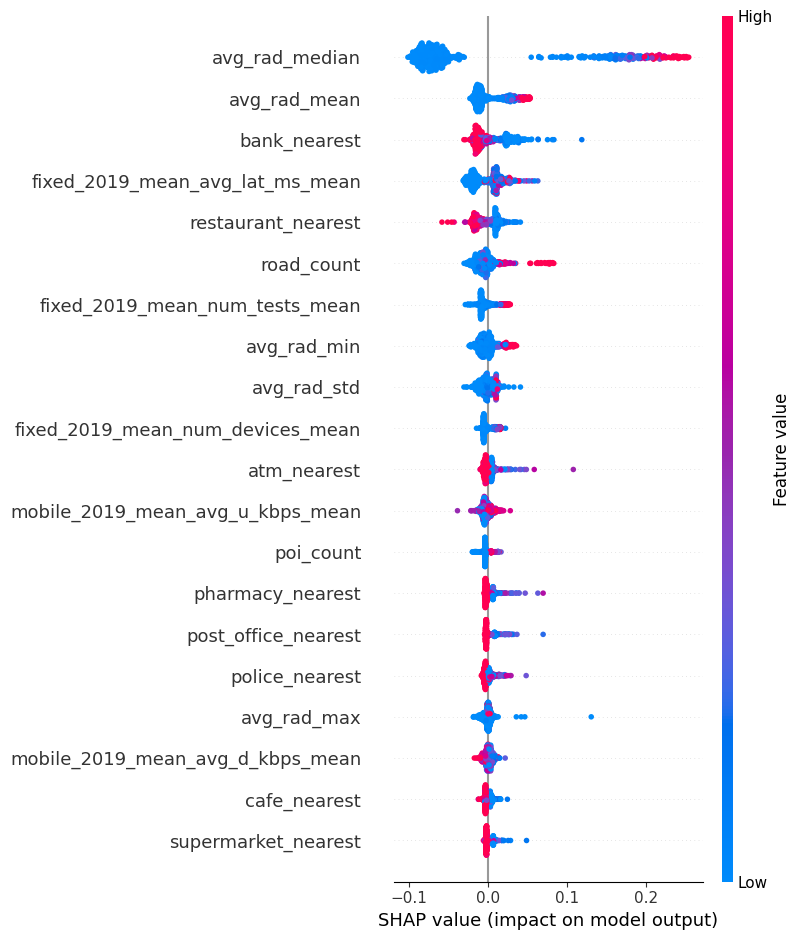 High
avg_rad_median
avg_rad_mean
bank_nearest
fixed_2019_mean_avg_lat_ms_mean
restaurant_nearest
road_count
fixed_2019_mean_num_tests_mean
avg_rad_min
avg_rad_std
fixed_2019_mean_num_devices_mean
atm_nearest
mobile_2019_mean_avg_u_kbps_mean
poi_count
pharmacy_nearest
post_office_nearest
police_nearest
avg_rad_max
mobile_2019_mean_avg_d_kbps_mean
cafe_nearest
supermarket_nearest
Feature value
Low
−0.1 0.0 0.1 0.2
SHAP value (impact on model output)